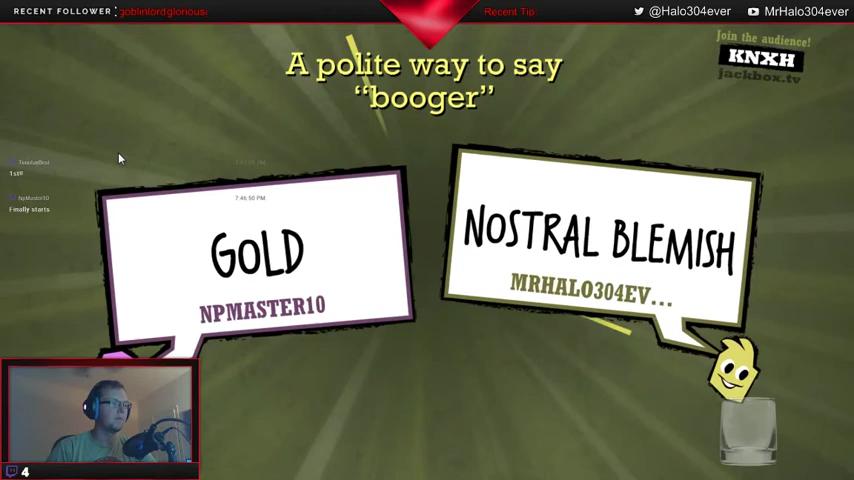 RECENT FOLLOWER : goblinlordgloriousa
Recent Tip:
@Halo304ever
MrHalo304ever
A polite way to say
“booger”
Join the audience!
KNXH
jackbox.tv
1st!!
NpMaster10
Finally starts
7:46:50 PM
GOLD
NPMASTER10
NOSTRAL BLEMISH
MRHALO304EV...
4